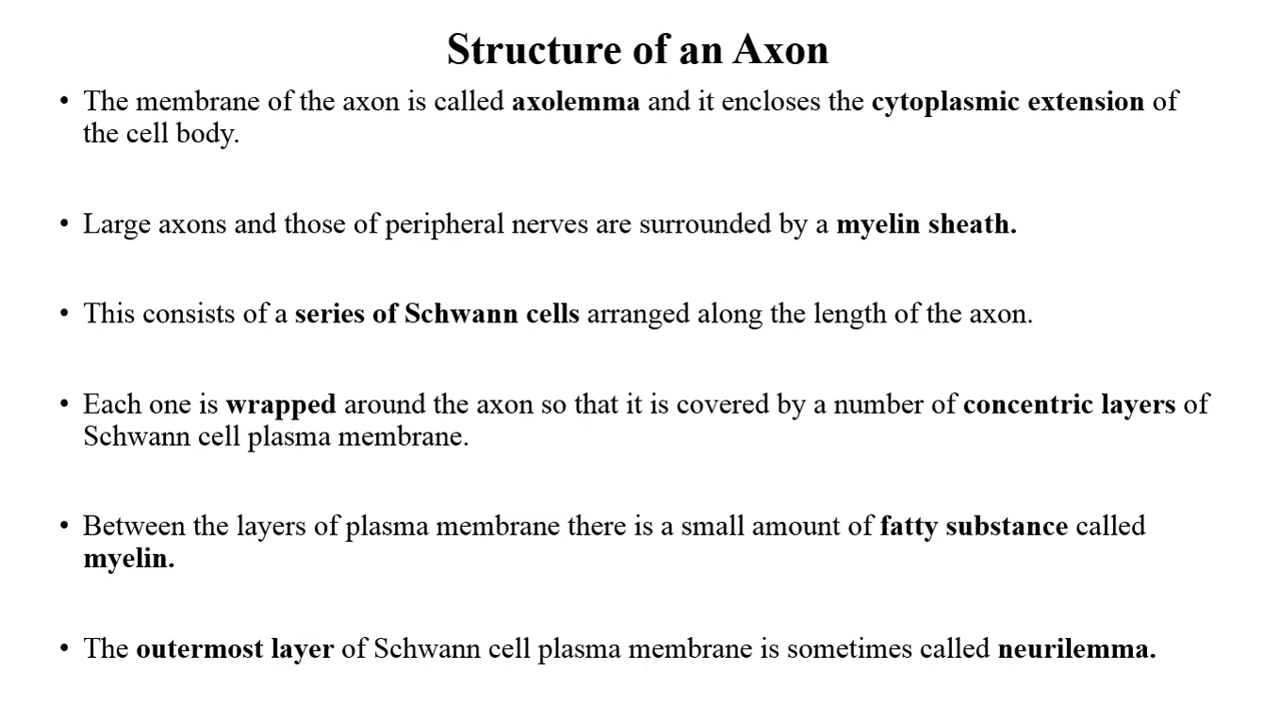 Structure of an Axon
• The membrane of the axon is called axolemma and it encloses the cytoplasmic extension of
the cell body.
• Large axons and those of peripheral nerves are surrounded by a myelin sheath.
• This consists of a series of Schwann cells arranged along the length of the axon.
• Each one is wrapped around the axon so that it is covered by a number of concentric layers of
Schwann cell plasma membrane.
• Between the layers of plasma membrane there is a small amount of fatty substance called
myelin.
• The outermost layer of Schwann cell plasma membrane is sometimes called neurilemma.